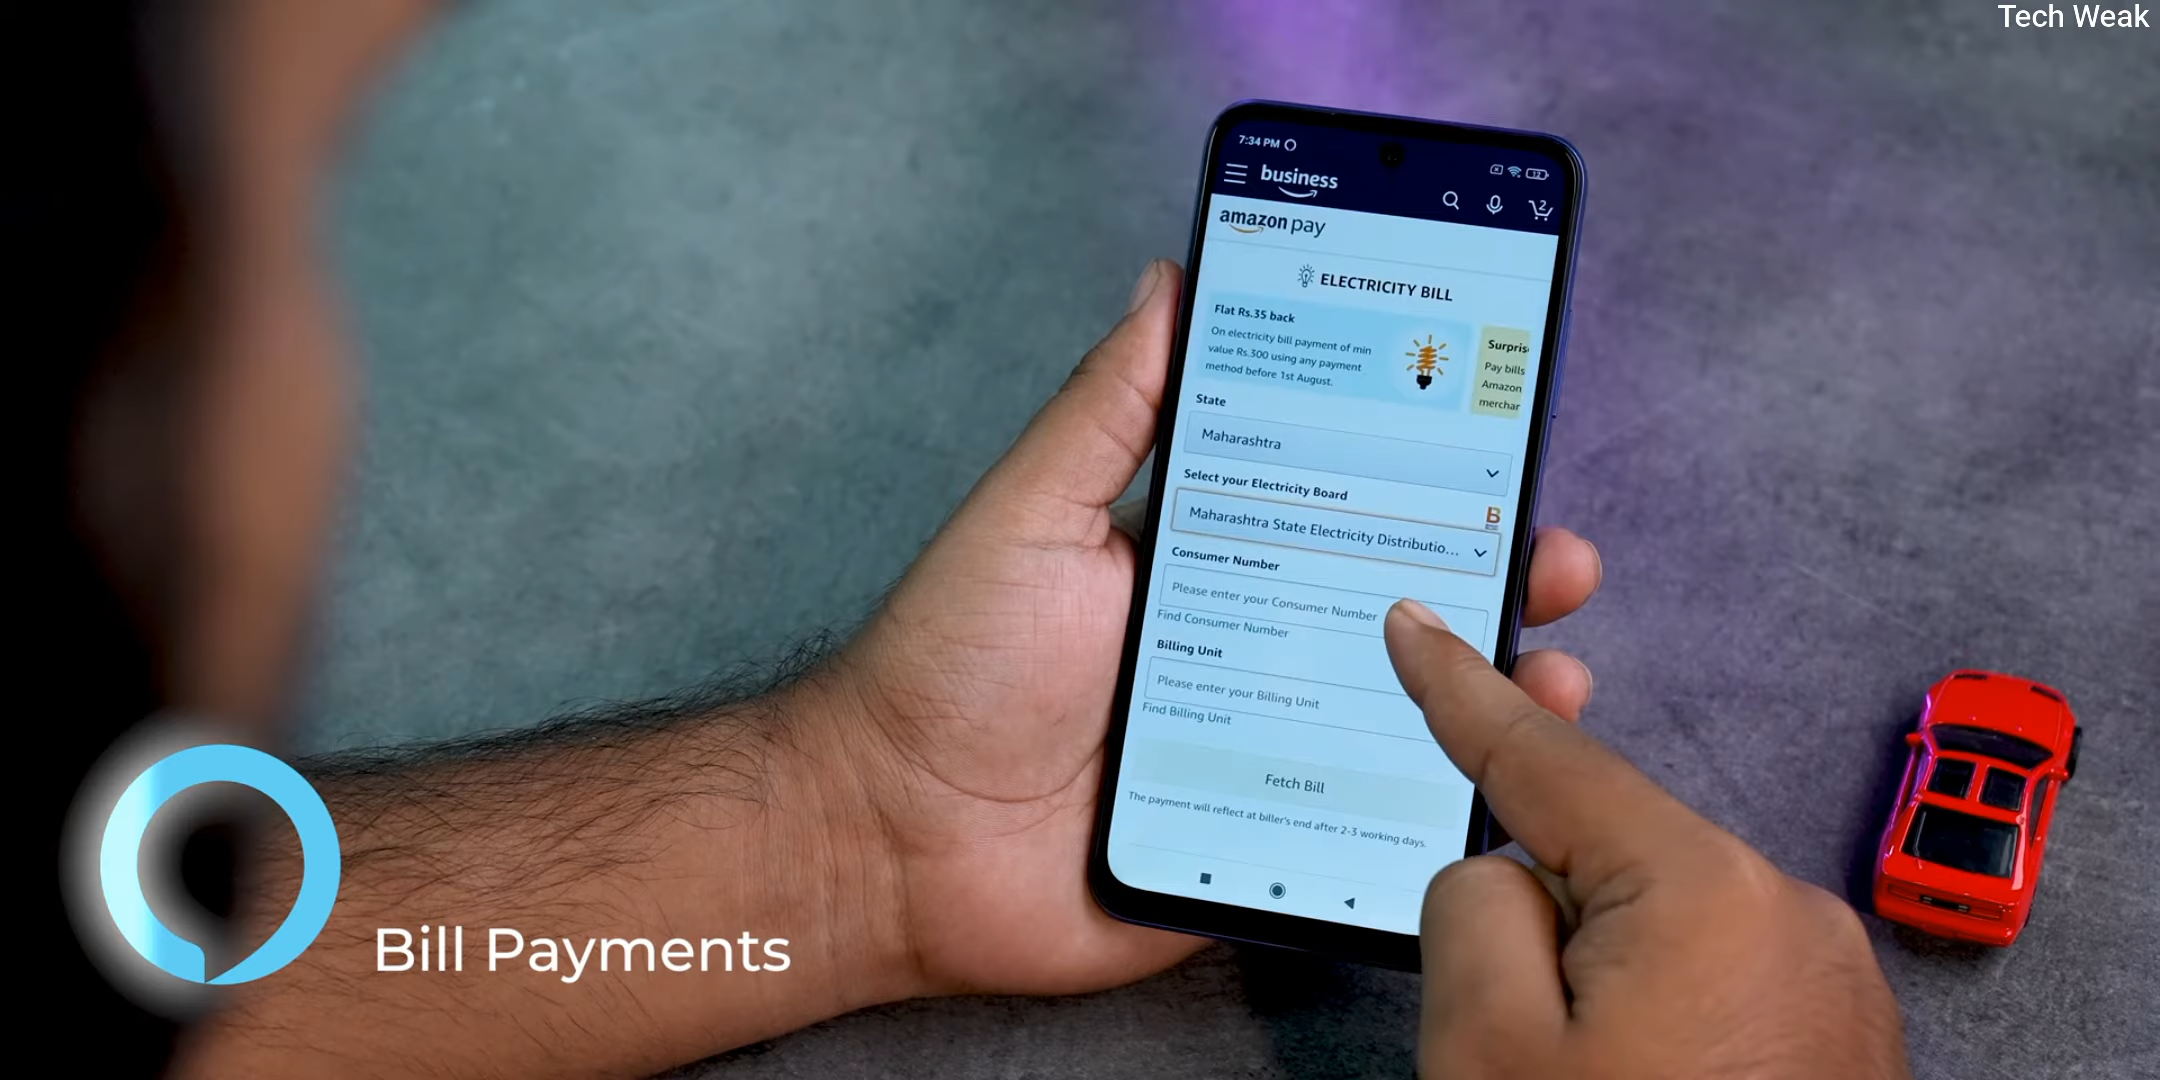 Tech Weak
7:34 PM
12
business
2
amazon pay
ELECTRICITY BILL
Flat Rs.35 back
On electricity bill payment of min
value Rs.300 using any payment
method before 1st August.
Surpris
Pay bills
Amazon
merchar
State
Maharashtra
Select your Electricity Board
B
Maharashtra State Electricity Distributio...
Consumer Number
Please enter your Consumer Number
Find Consumer Number
Billing Unit
Please enter your Billing Unit
Find Billing Unit
Fetch Bill
The payment will reflect at biller's end after 2-3 working days.
Bill Payments